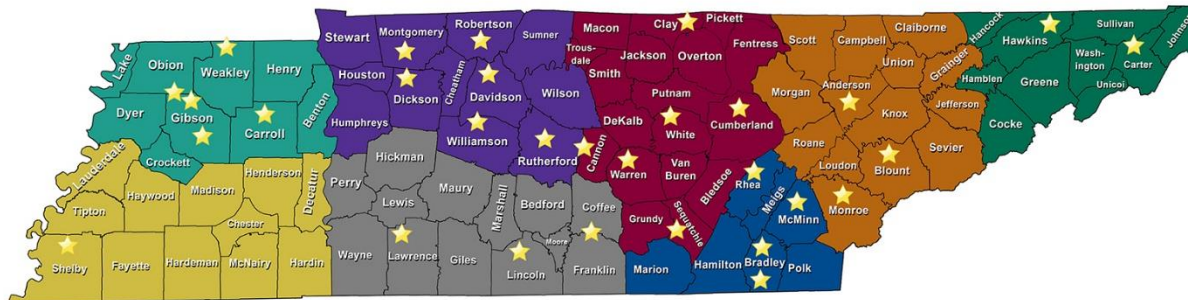 Lake
Obion
Weakley
Henry
Dyer
Gibson
Carroll
Benton
Crockett
Lauderdale
Haywood
Madison
Henderson
Decatur
Tipton
Chester
Shelby
Fayette
Hardeman
McNairy
Hardin
Stewart
Montgomery
Robertson
Sumner
Houston
Dickson
Cheatham
Davidson
Wilson
Humphreys
Williamson
Rutherford
Hickman
Perry
Lewis
Maury
Marshall
Bedford
Coffee
Moore
Wayne
Lawrence
Giles
Lincoln
Franklin
Macon
Clay
Pickett
Trous-
dale
Jackson
Overton
Fentress
Smith
Putnam
DeKalb
White
Cumberland
Cannon
Warren
Van
Buren
Bledsoe
Grundy
Sequatchie
Rhea
Meigs
McMinn
Marion
Hamilton
Bradley
Polk
Scott
Campbell
Claiborne
Union
Grainger
Morgan
Anderson
Knox
Jefferson
Roane
Loudon
Blount
Sevier
Monroe
Hancock
Hawkins
Sullivan
Johnson
Hamblen
Greene
Wash-
ington
Carter
Unicoi
Cocke